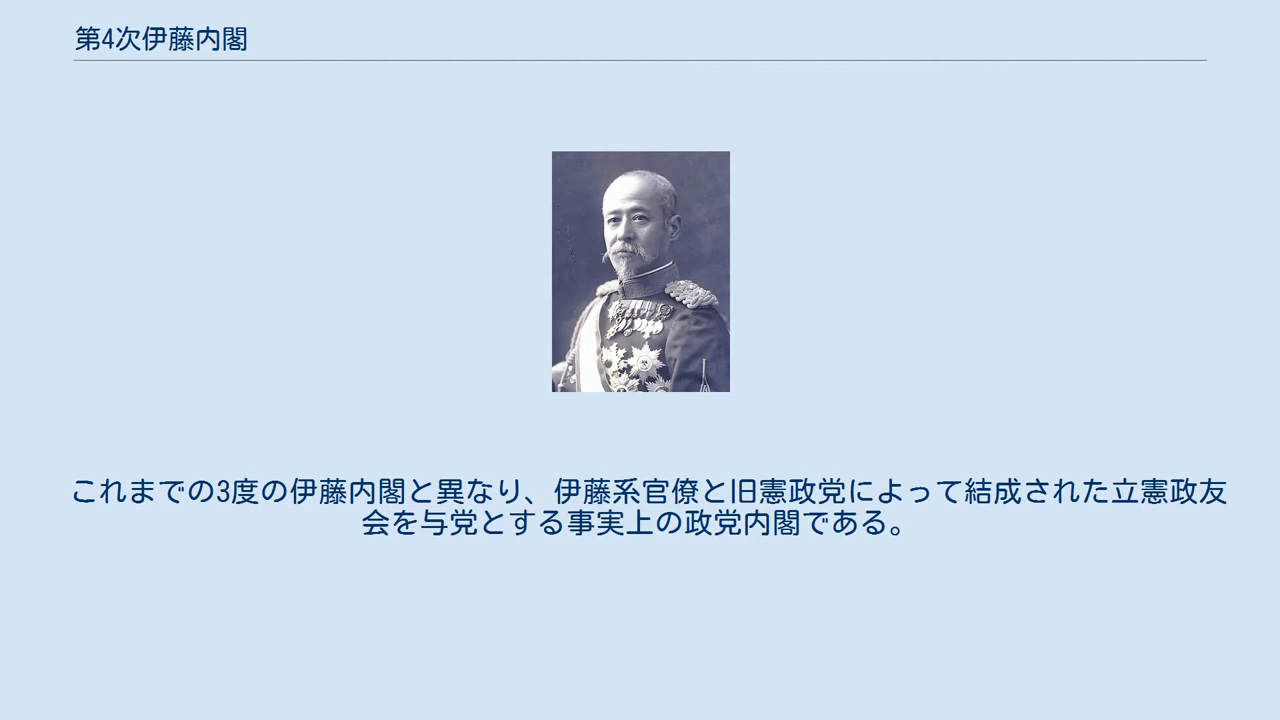 第4次伊藤内閣
これまでの3度の伊藤内閣と異なり、伊藤系官僚と旧憲政党によって結成された立憲政友
会を与党とする事実上の政党内閣である。